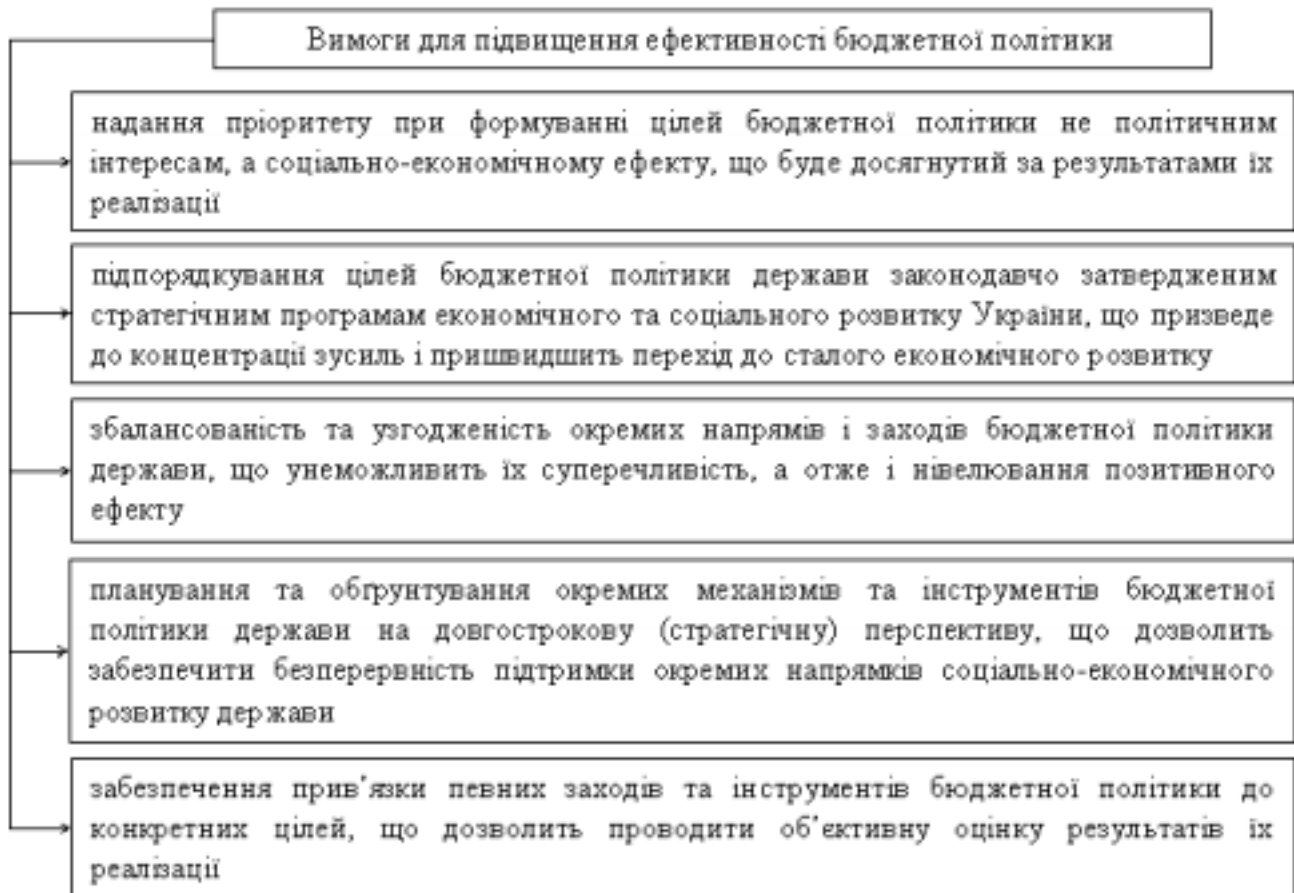 Вимоги для підвищення ефективності бюджетної політики
надання пріоритету при формуванні цілей бюджетної політики не політичним
інтересам, а соціально-економічному ефекту, що буде досягнутий за результатами їх
реалізації
підпорядкування цілей бюджетної політики держави законодавчо затвердженим
стратегічним програмам економічного та соціального розвитку України, що призведе
до концентрації зусиль і пришвидшить перехід до сталого економічного розвитку
збалансованість та узгодженість окремих напрямів і заходів бюджетної політики
держави, що унеможливить їх суперечливість, а отже і нівелювання позитивного
ефекту
планування та обґрунтування окремих механізмів та інструментів бюджетної
політики держави на довгострокову (стратегічну) перспективу, що дозволить
забезпечити безперервність підтримки окремих напрямків соціально-економічного
розвитку держави
забезпечення прив'язки певних заходів та інструментів бюджетної політики до
конкретних цілей, що дозволить проводити об'єктивну оцінку результатів їх
реалізації